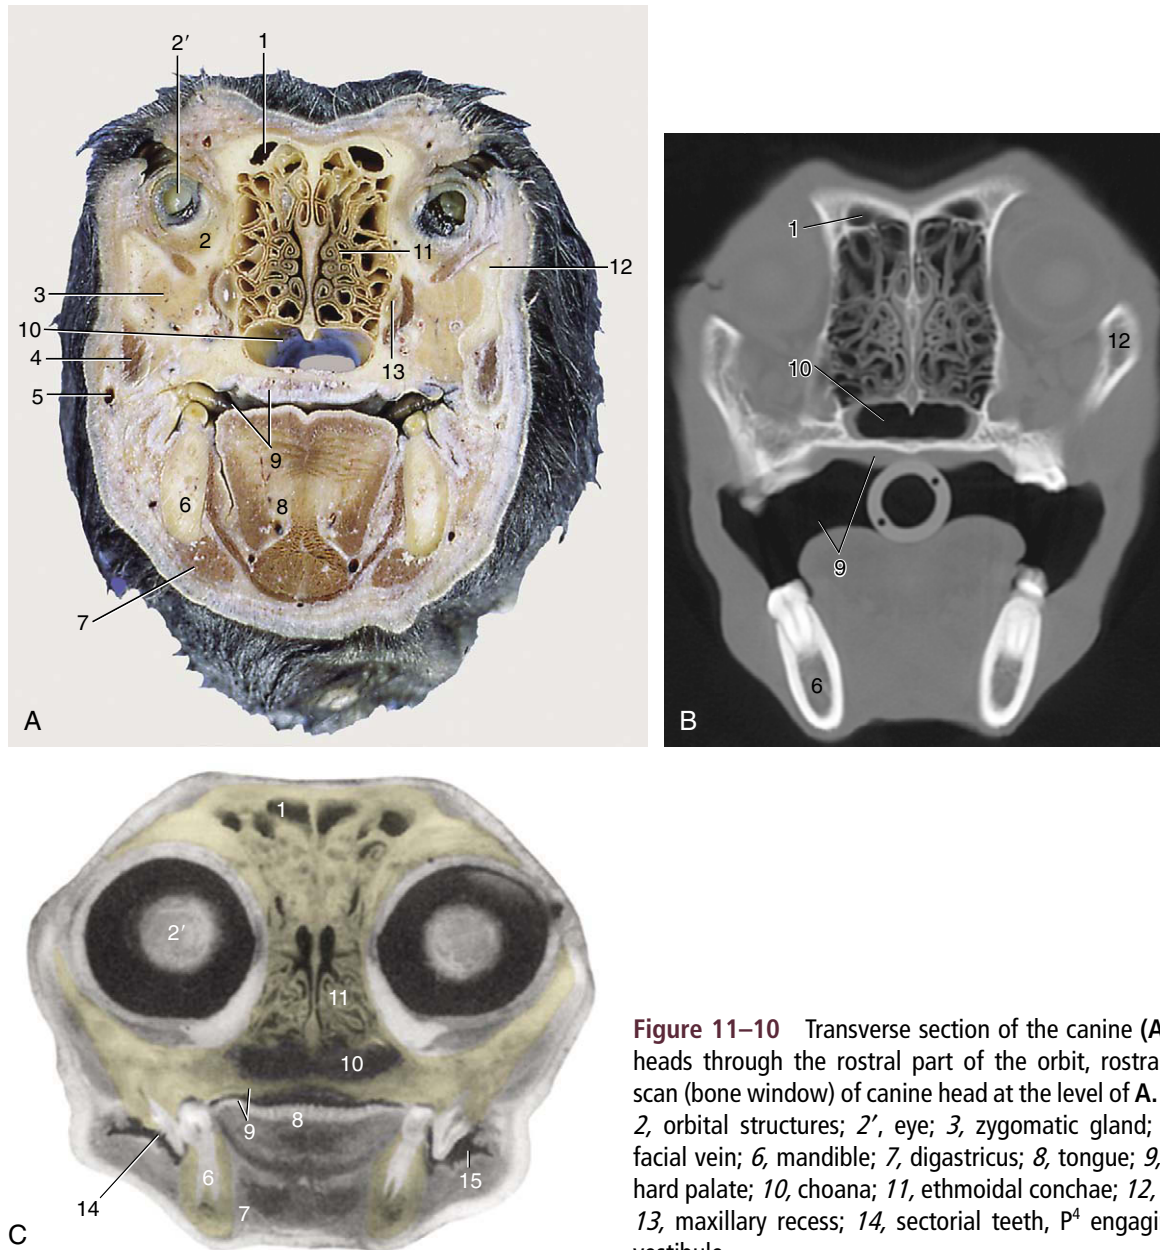 2′ 1
2
11
3
12
10
4
13
5
9
6
8
7
A
1
12
10
9
6
B
1
2′
11
10
9
8
6
15
14
7
C
Figure 11–10 Transverse section of the canine (A
heads through the rostral part of the orbit, rostra
scan (bone window) of canine head at the level of A.
2, orbital structures; 2′, eye; 3, zygomatic gland;
facial vein; 6, mandible; 7, digastricus; 8, tongue; 9,
hard palate; 10, choana; 11, ethmoidal conchae; 12,
13, maxillary recess; 14, sectorial teeth, P⁴ engagi